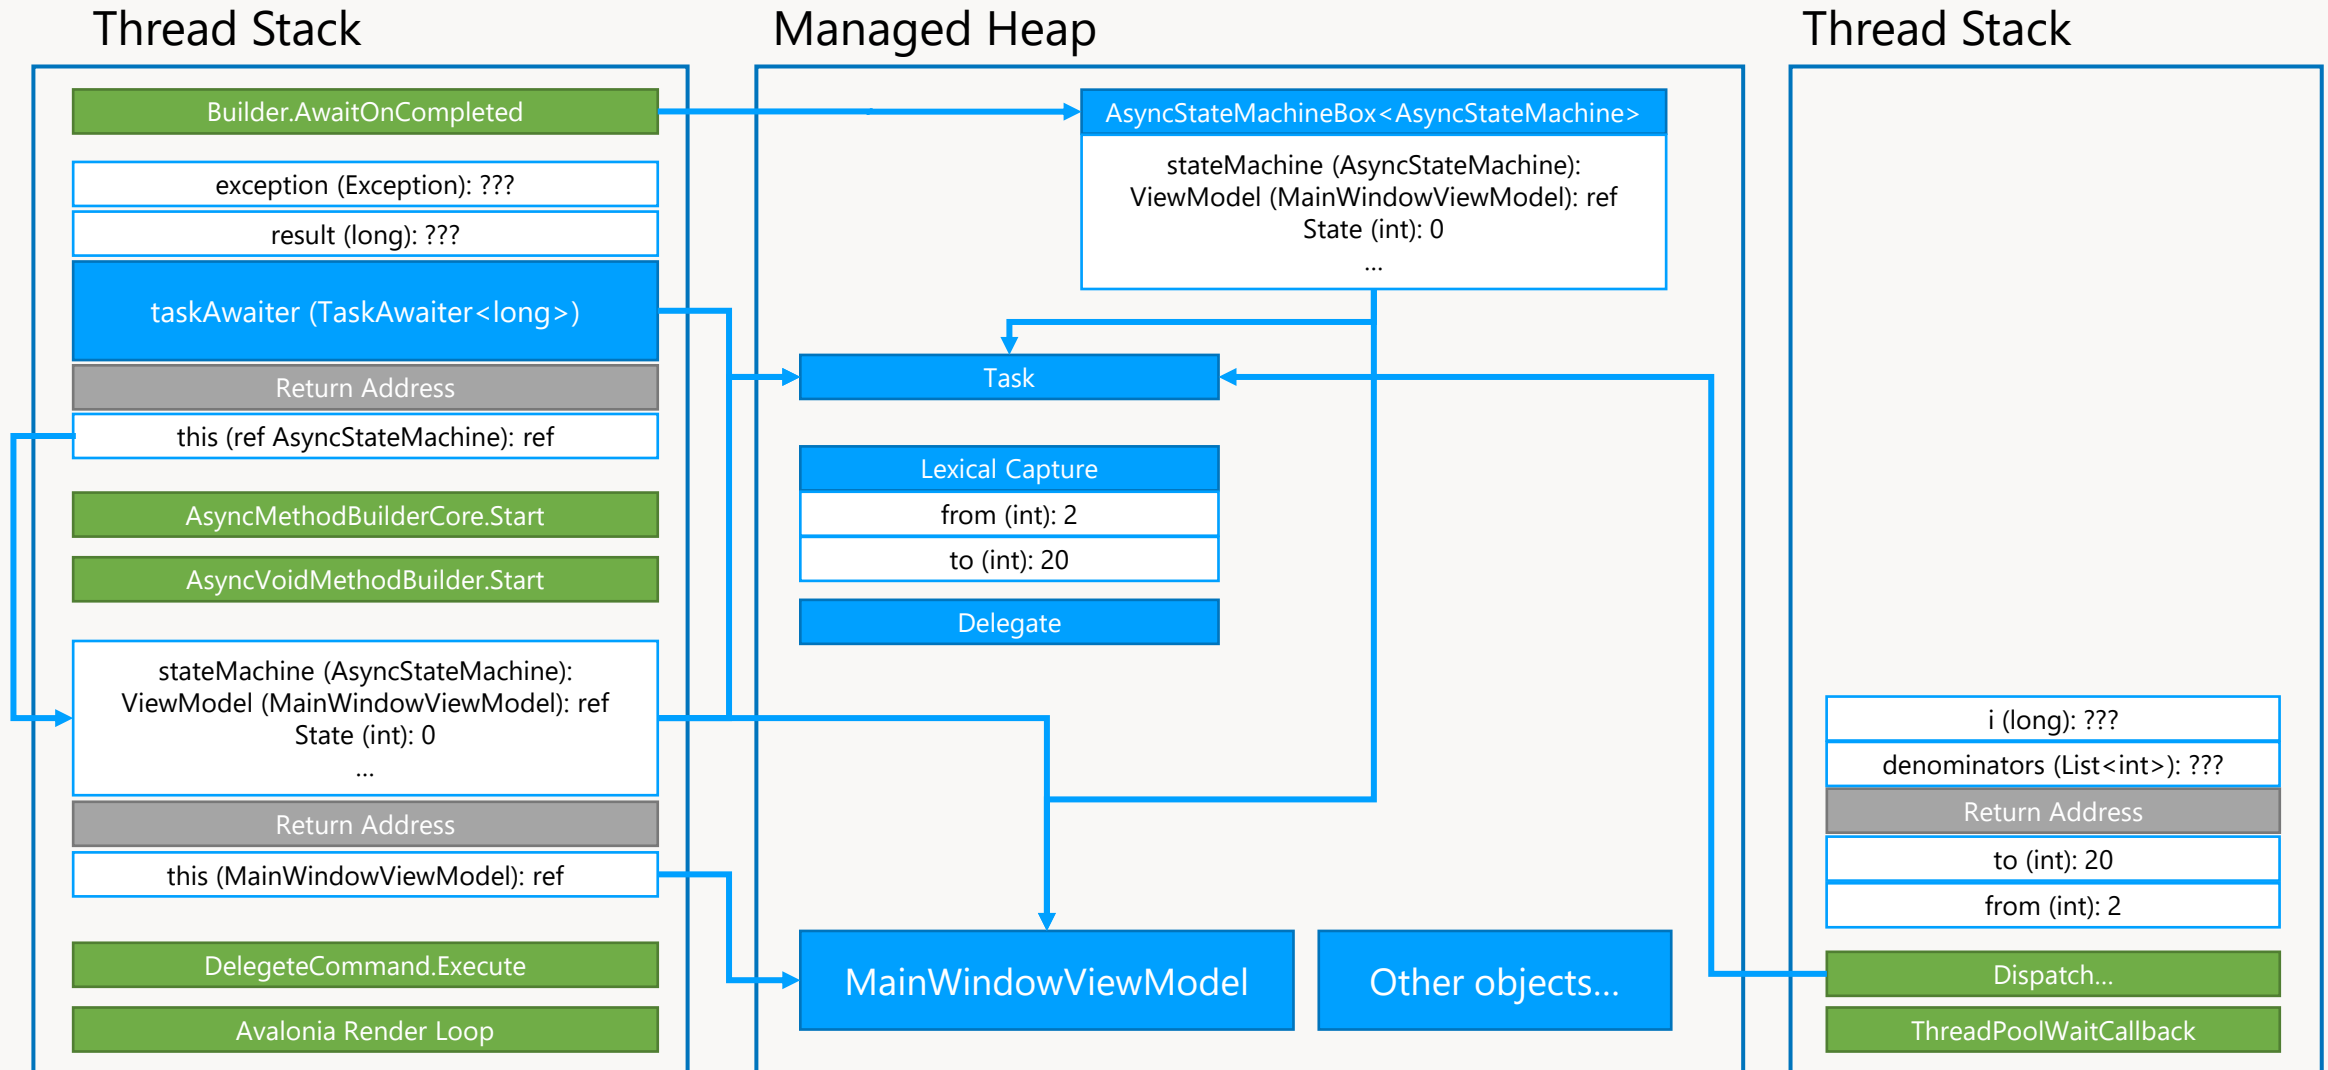 Thread Stack
Builder.AwaitOnCompleted
exception (Exception): ???
result (long): ???
taskAwaiter (TaskAwaiter<long>)
Return Address
this (ref AsyncStateMachine): ref
AsyncMethodBuilderCore.Start
AsyncVoidMethodBuilder.Start
stateMachine (AsyncStateMachine):
ViewModel (MainWindowViewModel): ref
State (int): 0
...
Return Address
this (MainWindowViewModel): ref
DelegeteCommand.Execute
Avalonia Render Loop
Managed Heap
AsyncStateMachineBox<AsyncStateMachine>
stateMachine (AsyncStateMachine):
ViewModel (MainWindowViewModel): ref
State (int): 0
...
Task
Lexical Capture
from (int): 2
to (int): 20
Delegate
MainWindowViewModel
Other objects...
Thread Stack
i (long): ???
denominators (List<int>): ???
Return Address
to (int): 20
from (int): 2
Dispatch...
ThreadPoolWaitCallback